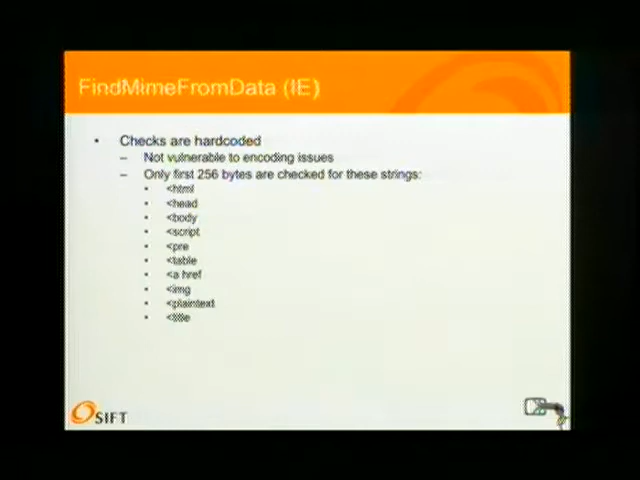 FindMimeFromData (IE)
• Checks are hardcoded
– Not vulnerable to encoding issues
– Only first 256 bytes are checked for these strings:
• <html
• <head
• <body
• <script
• <pre
• <table
• <a href
• <img
• <plaintext
• <title
SIFT